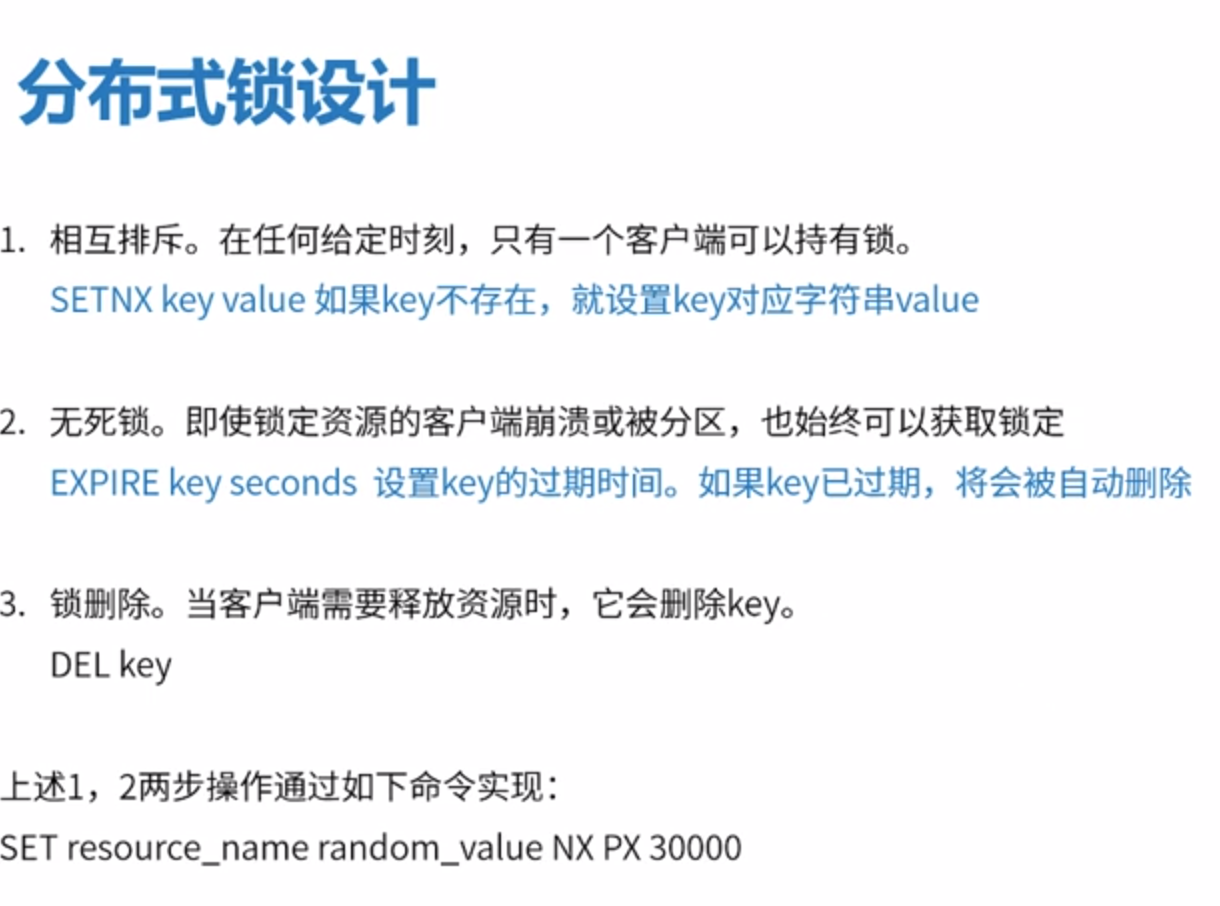 分布式锁设计
1. 相互排斥。在任何给定时刻，只有一个客户端可以持有锁。
SETNX key value 如果key不存在，就设置key对应字符串value
2. 无死锁。即使锁定资源的客户端崩溃或被分区，也始终可以获取锁定
EXPIRE key seconds 设置key的过期时间。如果key已过期，将会被自动删除
3. 锁删除。当客户端需要释放资源时，它会删除key。
DEL key
上述1，2两步操作通过如下命令实现：
SET resource_name random_value NX PX 30000